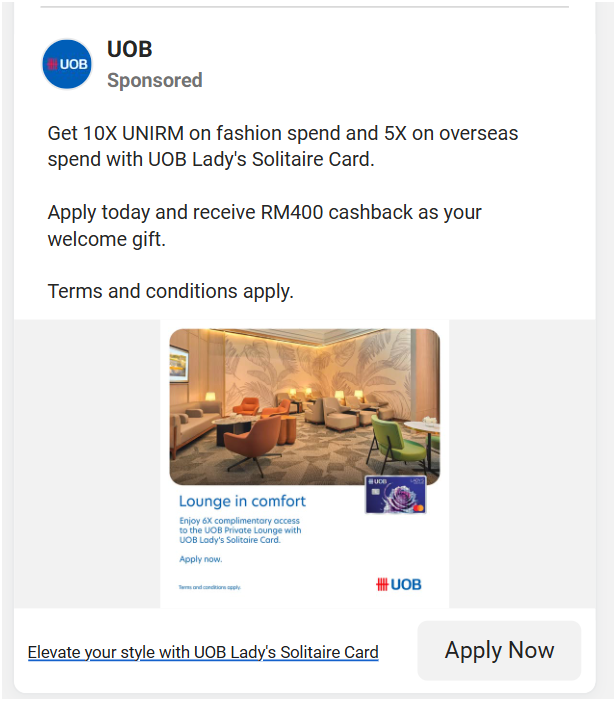 UOB
UOB
Sponsored
Get 10X UNIRM on fashion spend and 5X on overseas
spend with UOB Lady's Solitaire Card.
Apply today and receive RM400 cashback as your
welcome gift.
Terms and conditions apply.
UOB
Lounge in comfort
Enjoy 6X complimentary access
to the UOB Private Lounge with
UOB Lady's Solitaire Card.
Apply now.
Terms and conditions apply.
UOB
Elevate your style with UOB Lady's Solitaire Card
Apply Now